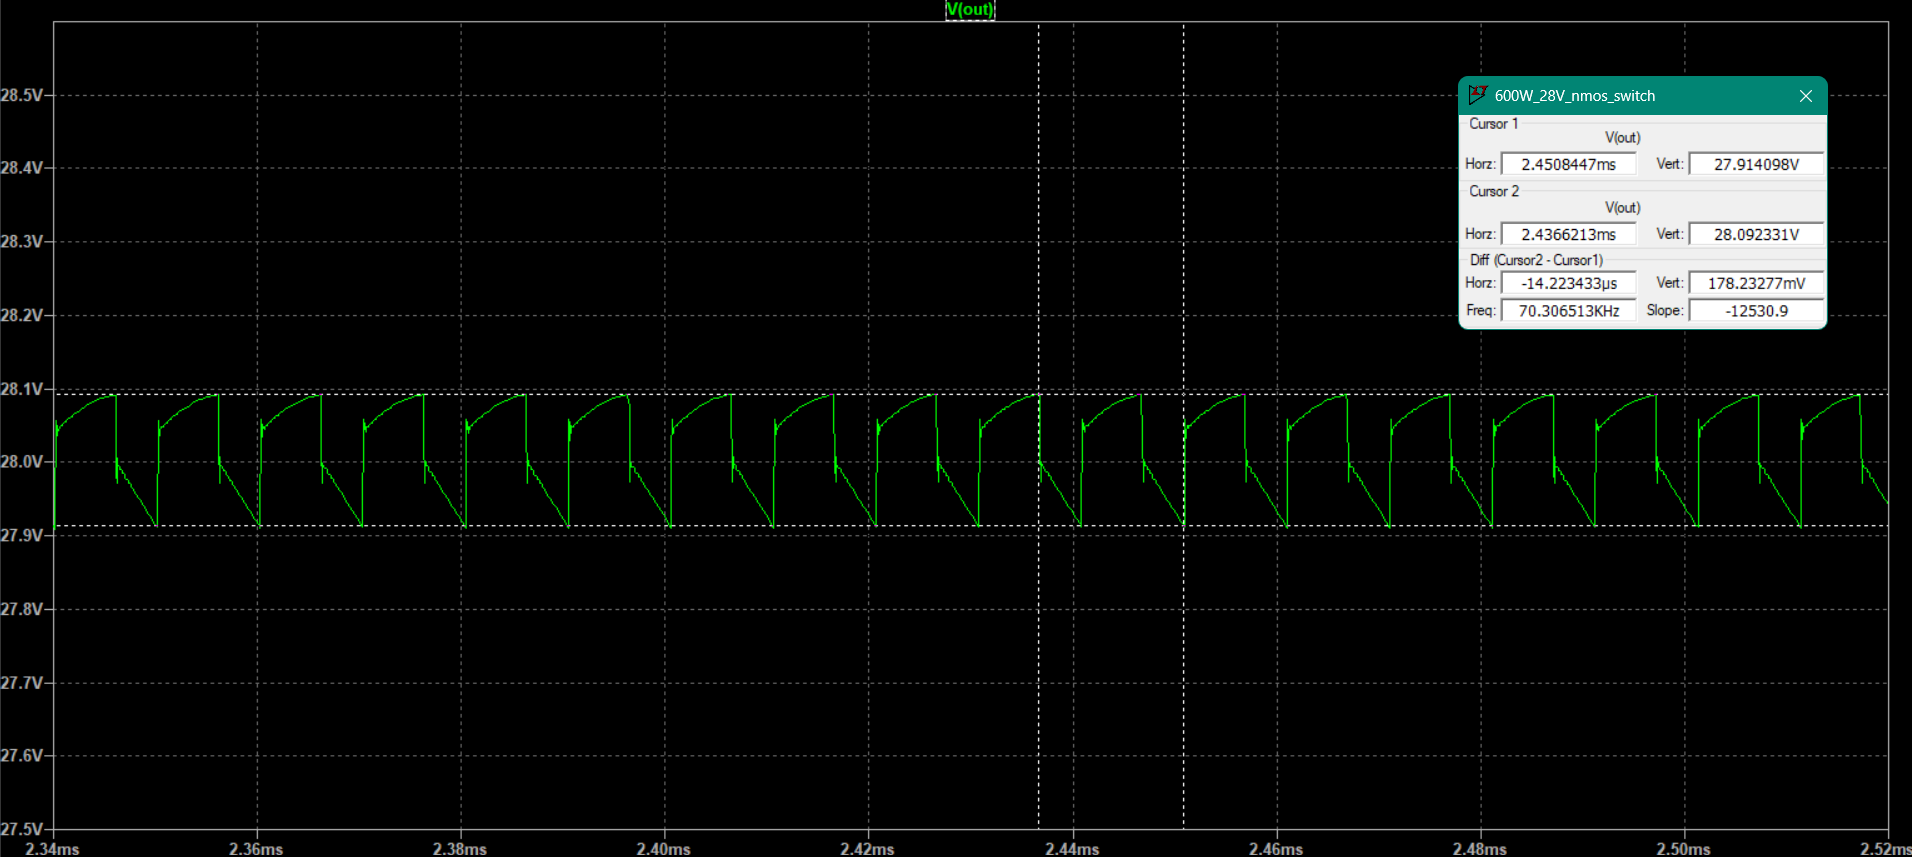 V(out)
28.5V
28.4V
28.3V
28.2V
28.1V
28.0V
27.9V
27.8V
27.7V
27.6V
27.5V
2.34ms 2.36ms 2.38ms 2.40ms 2.42ms 2.44ms 2.46ms 2.48ms 2.50ms 2.52ms
600W_28V_nmos_switch
Cursor 1
V(out)
Horz: 2.4508447ms Vert: 27.914098V
Cursor 2
V(out)
Horz: 2.4366213ms Vert: 28.092331V
Diff (Cursor2 - Cursor1)
Horz: -14.223433µs Vert: 178.23277mV
Freq: 70.306513KHz Slope: -12530.9